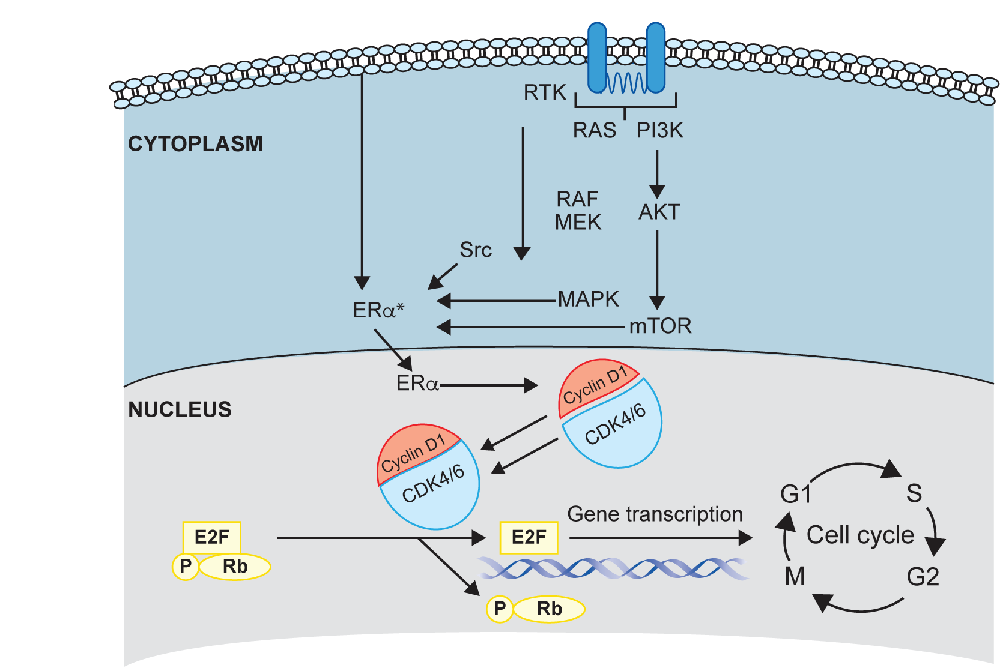 RTK
RAS PI3K
CYTOPLASM
RAF
MEK
AKT
Src
MAPK
ERα*
mTOR
ERα
Cyclin D1
CDK4/6
NUCLEUS
Cyclin D1
CDK4/6
G1
S
Gene transcription
E2F
E2F
Cell cycle
P
Rb
M
G2
P
Rb